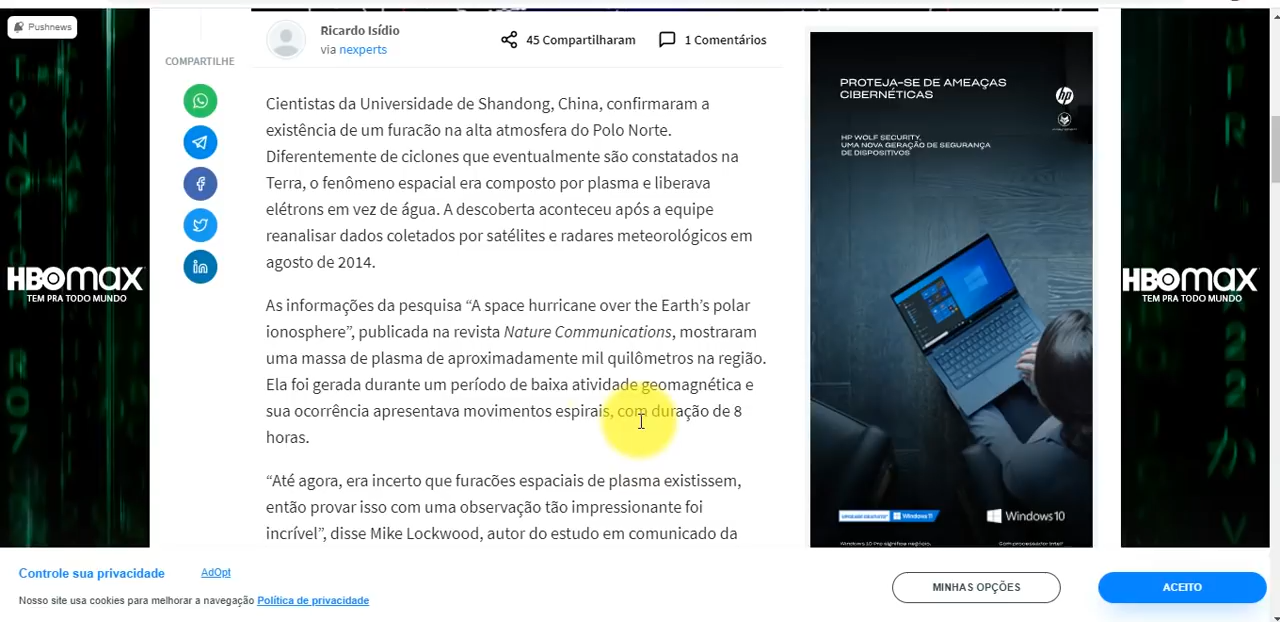 Pushnews
Ricardo Isídio
via nexperts
45 Compartilharam
1 Comentários
COMPARTILHE
Cientistas da Universidade de Shandong, China, confirmaram a
existência de um furacão na alta atmosfera do Polo Norte.
Diferentemente de ciclones que eventualmente são constatados na
Terra, o fenômeno espacial era composto por plasma e liberava
elétrons em vez de água. A descoberta aconteceu após a equipe
reanalisar dados coletados por satélites e radares meteorológicos em
agosto de 2014.
As informações da pesquisa “A space hurricane over the Earth’s polar
ionosphere”, publicada na revista Nature Communications, mostraram
uma massa de plasma de aproximadamente mil quilômetros na região.
Ela foi gerada durante um período de baixa atividade geomagnética e
sua ocorrência apresentava movimentos espirais, com duração de 8
horas.
“Até agora, era incerto que furacões espaciais de plasma existissem,
então provar isso com uma observação tão impressionante foi
incrível”, disse Mike Lockwood, autor do estudo em comunicado da
HBOMAX
TEM PRA TODO MUNDO
PROTEJA-SE DE AMEAÇAS
CIBERNÉTICAS
hp
HP WOLF SECURITY,
UMA NOVA GERAÇÃO DE SEGURANÇA
DE DISPOSITIVOS
Windows 11
Windows 10
HBOMAX
TEM PRA TODO MUNDO
Controle sua privacidade
AdOpt
Nosso site usa cookies para melhorar a navegação Política de privacidade
MINHAS OPÇÕES
ACEITO